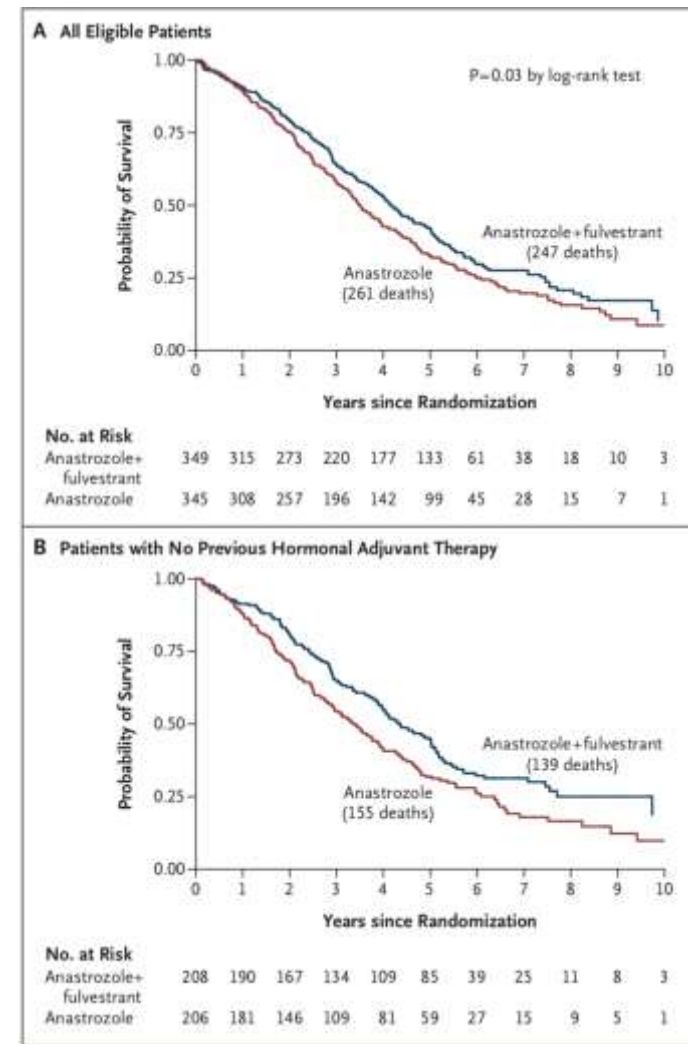 A All Eligible Patients
1.00
0.75
0.50
0.25
0.00
Probability of Survival
P=0.03 by log-rank test
Anastrozole+fulvestrant
(247 deaths)
Anastrozole
(261 deaths)
0 1 2 3 4 5 6 7 8 9 10
Years since Randomization
No. at Risk
Anastrozole+ 349 315 273 220 177 133 61 38 18 10 3
fulvestrant
Anastrozole 345 308 257 196 142 99 45 28 15 7 1
B Patients with No Previous Hormonal Adjuvant Therapy
1.00
0.75
0.50
0.25
0.00
Probability of Survival
Anastrozole+fulvestrant
(139 deaths)
Anastrozole
(155 deaths)
0 1 2 3 4 5 6 7 8 9 10
Years since Randomization
No. at Risk
Anastrozole+ 208 190 167 134 109 85 39 25 11 8 3
fulvestrant
Anastrozole 206 181 146 109 81 59 27 15 9 5 1